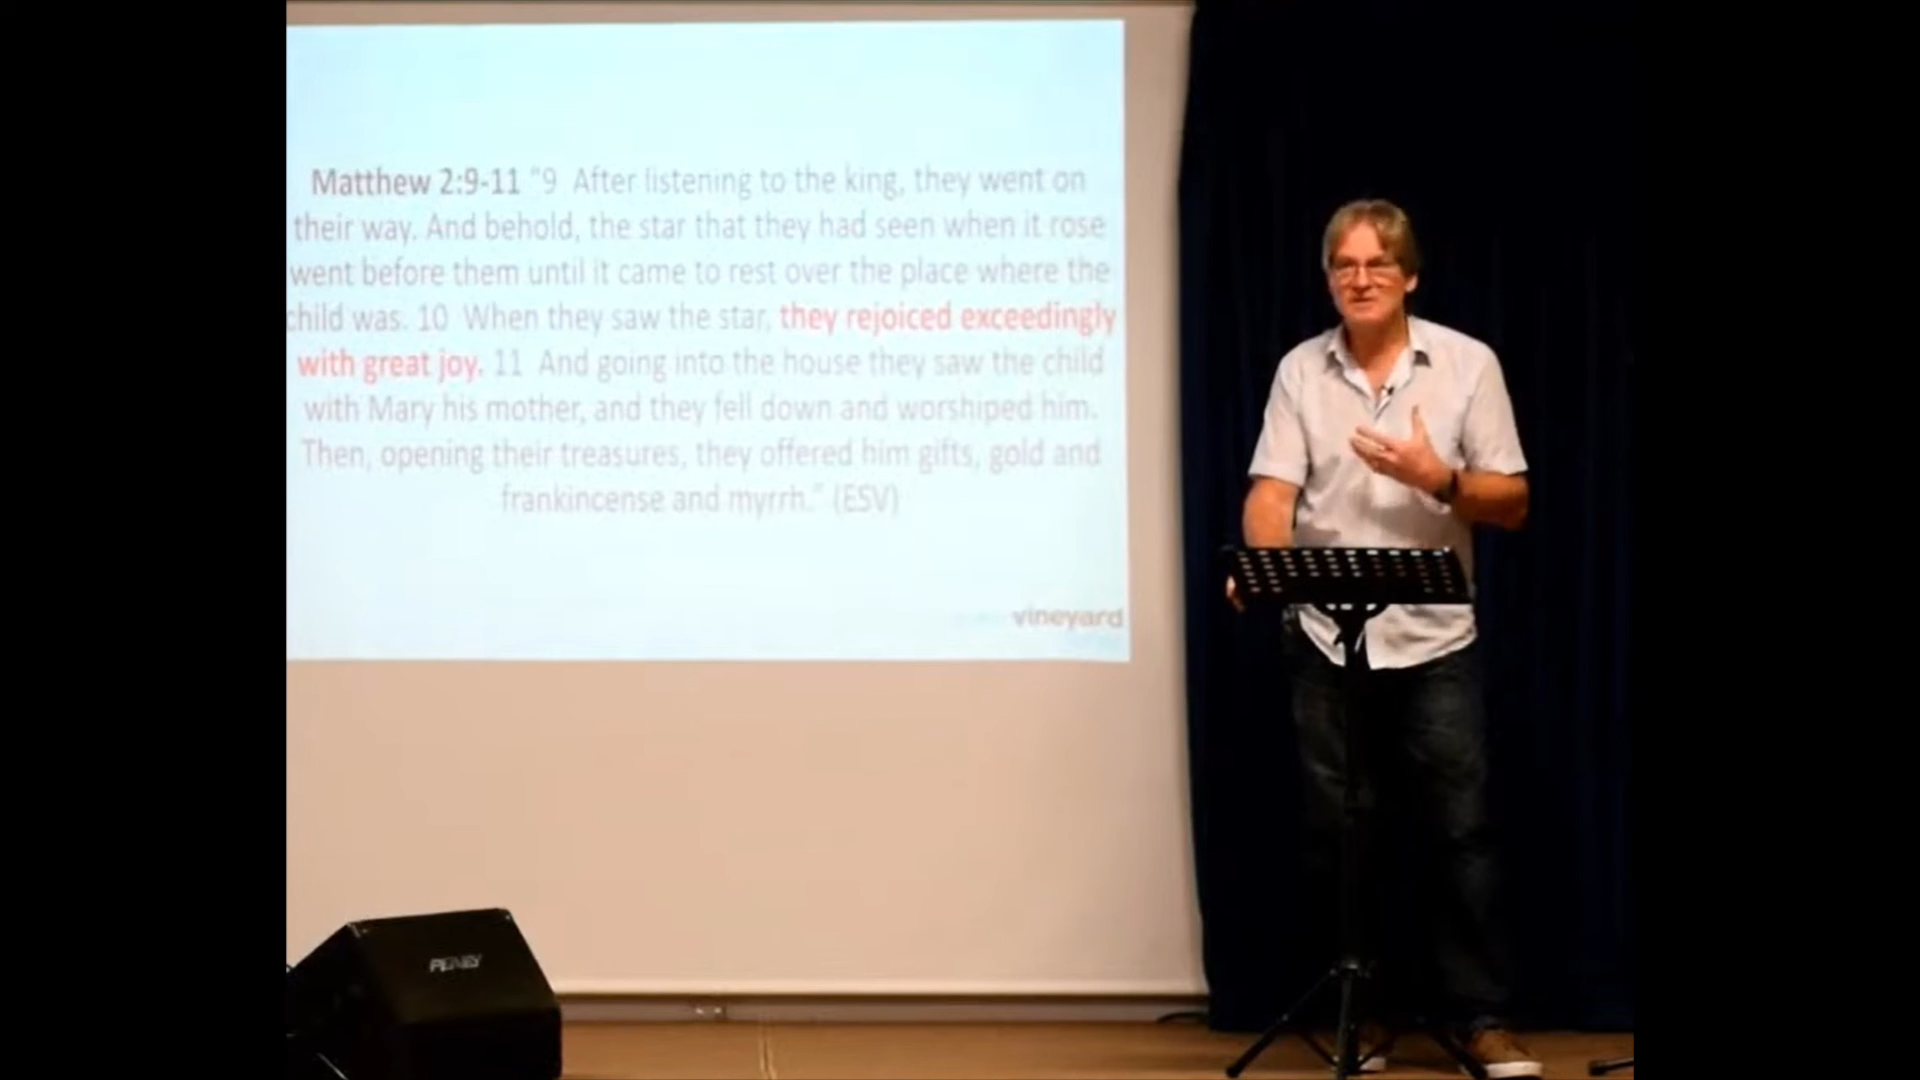 Matthew 2:9-11 "9 After listening to the king, they went on
their way. And behold, the star that they had seen when it rose
went before them until it came to rest over the place where the
child was. 10 When they saw the star, they rejoiced exceedingly
with great joy. 11 And going into the house they saw the child
with Mary his mother, and they fell down and worshiped him.
Then, opening their treasures, they offered him gifts, gold and
frankincense and myrrh." (ESV)
vineyard